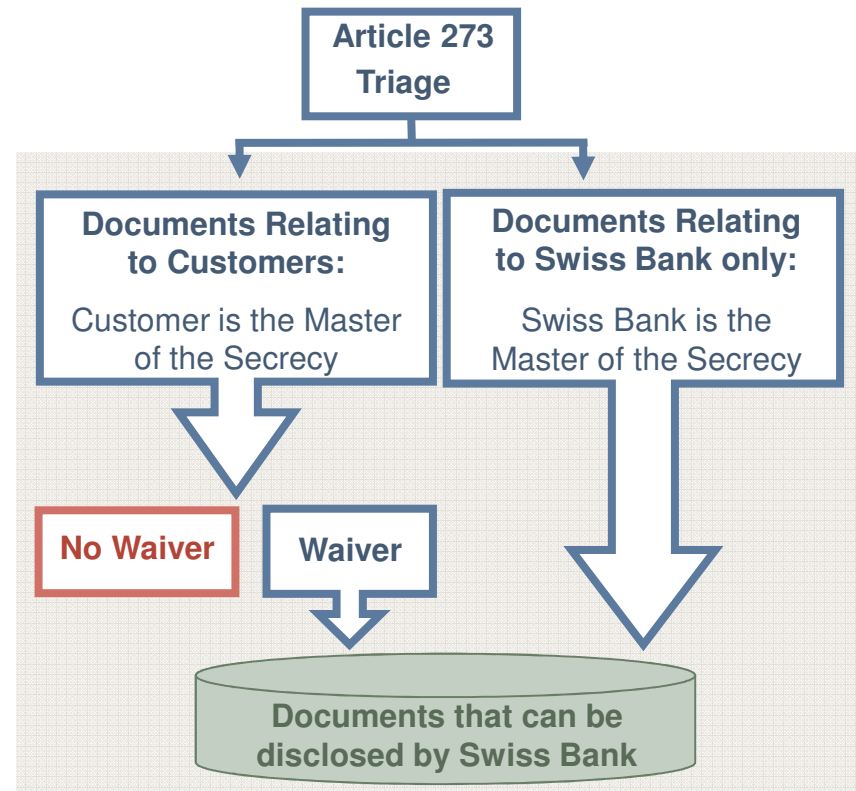 Article 273
Triage
Documents Relating
to Customers:
Customer is the Master
of the Secrecy
Documents Relating
to Swiss Bank only:
Swiss Bank is the
Master of the Secrecy
No Waiver
Waiver
Documents that can be
disclosed by Swiss Bank